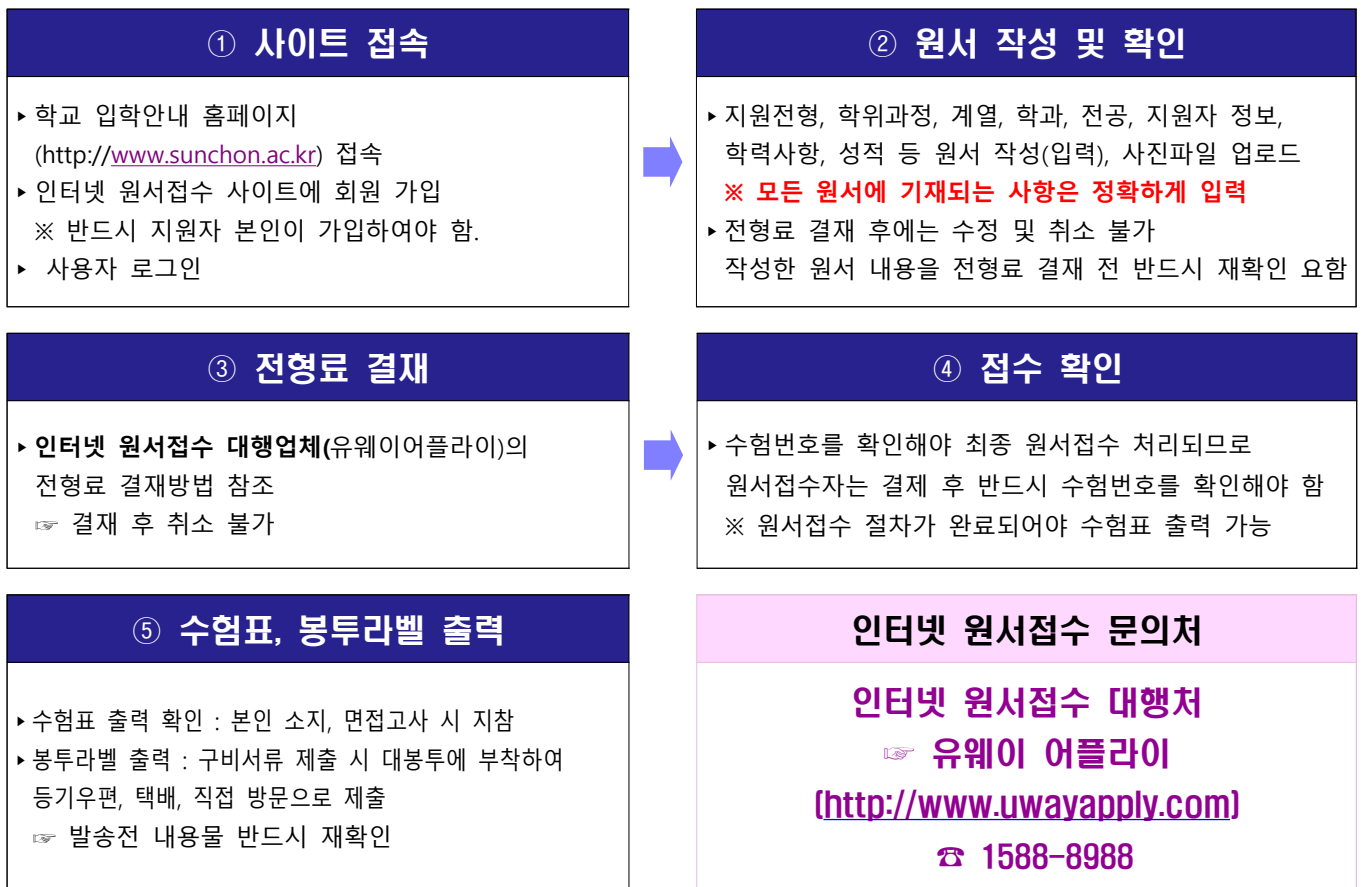 ① 사이트 접속
▸ 학교 입학안내 홈페이지
(http://www.sunchon.ac.kr) 접속
▸ 인터넷 원서접수 사이트에 회원 가입
※ 반드시 지원자 본인이 가입하여야 함.
▸ 사용자 로그인
② 원서 작성 및 확인
▸ 지원전형, 학위과정, 계열, 학과, 전공, 지원자 정보,
학력사항, 성적 등 원서 작성(입력), 사진파일 업로드
※ 모든 원서에 기재되는 사항은 정확하게 입력
▸ 전형료 결재 후에는 수정 및 취소 불가
작성한 원서 내용을 전형료 결재 전 반드시 재확인 요함
③ 전형료 결재
▸ 인터넷 원서접수 대행업체(유웨이어플라이)의
전형료 결재방법 참조
☞ 결재 후 취소 불가
④ 접수 확인
▸ 수험번호를 확인해야 최종 원서접수 처리되므로
원서접수자는 결제 후 반드시 수험번호를 확인해야 함
※ 원서접수 절차가 완료되어야 수험표 출력 가능
⑤ 수험표, 봉투라벨 출력
▸ 수험표 출력 확인 : 본인 소지, 면접고사 시 지참
▸ 봉투라벨 출력 : 구비서류 제출 시 대봉투에 부착하여
등기우편, 택배, 직접 방문으로 제출
☞ 발송전 내용물 반드시 재확인
인터넷 원서접수 문의처
인터넷 원서접수 대행처
☞ 유웨이 어플라이
(http://www.uwayapply.com)
☎ 1588-8988